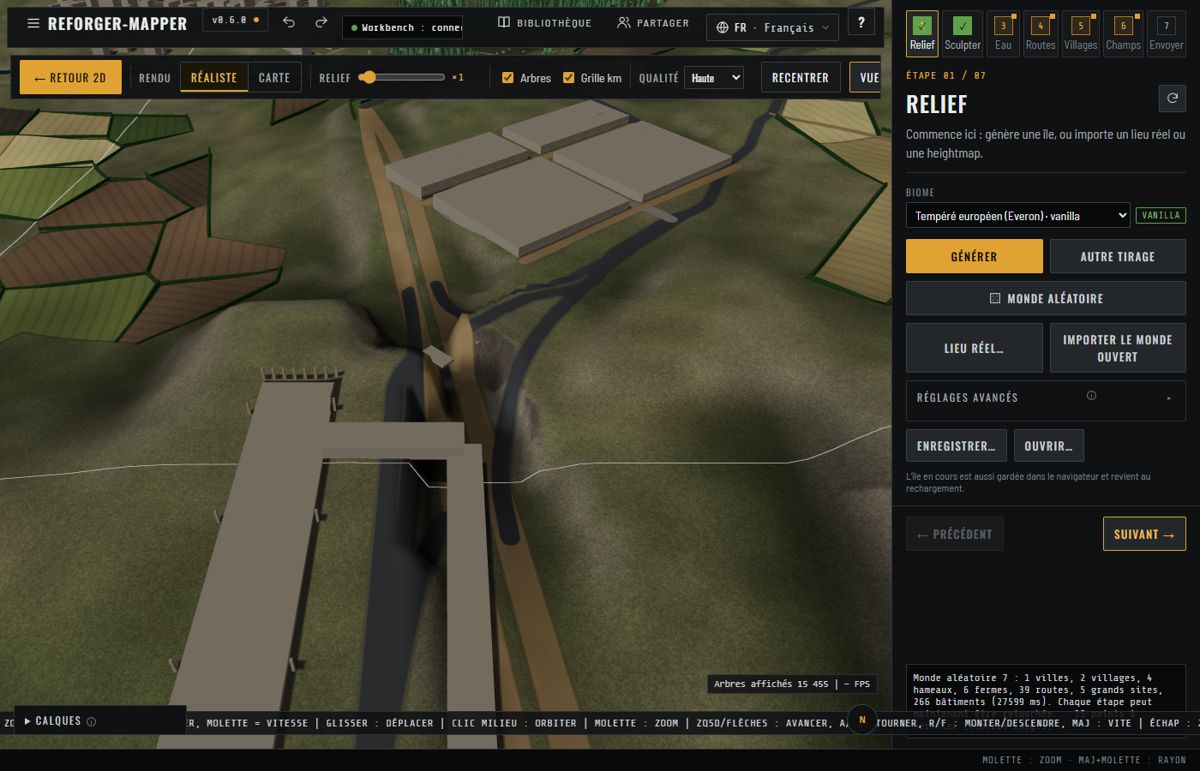 REFORGER-MAPPER
v0.6.0
Workbench : conne
BIBLIOTHÈQUE
PARTAGER
FR · Français
?
← RETOUR 2D
RENDU
RÉALISTE
CARTE
RELIEF
×1
Arbres
Grille km
QUALITÉ
Haute
RECENTRER
VUE
Relief
Sculpter
3
Eau
4
Routes
5
Villages
6
Champs
7
Envoyer
ÉTAPE 01 / 07
RELIEF
Commence ici : génère une île, ou importe un lieu réel ou
une heightmap.
BIOME
Tempéré européen (Everon) · vanilla
VANILLA
GÉNÉRER
AUTRE TIRAGE
MONDE ALÉATOIRE
LIEU RÉEL…
IMPORTER LE MONDE
OUVERT
RÉGLAGES AVANCÉS
ENREGISTRER…
OUVRIR…
L'île en cours est aussi gardée dans le navigateur et revient au
rechargement.
← PRÉCÉDENT
SUIVANT →
Monde aléatoire 7 : 1 villes, 2 villages, 4
hameaux, 6 fermes, 39 routes, 5 grands sites,
266 bâtiments (27599 ms). Chaque étape peut
Arbres affichés 15 455 | – FPS
CALQUES
ER, MOLETTE = VITESSE | GLISSER : DÉPLACER | CLIC MILIEU : ORBITER | MOLETTE : ZOOM | ZQSD/FLÈCHES : AVANCER, A/
N
TOURNER, R/F : MONTER/DESCENDRE, MAJ : VITE | ÉCHAP :
MOLETTE : ZOOM · MAJ+MOLETTE : RAYON